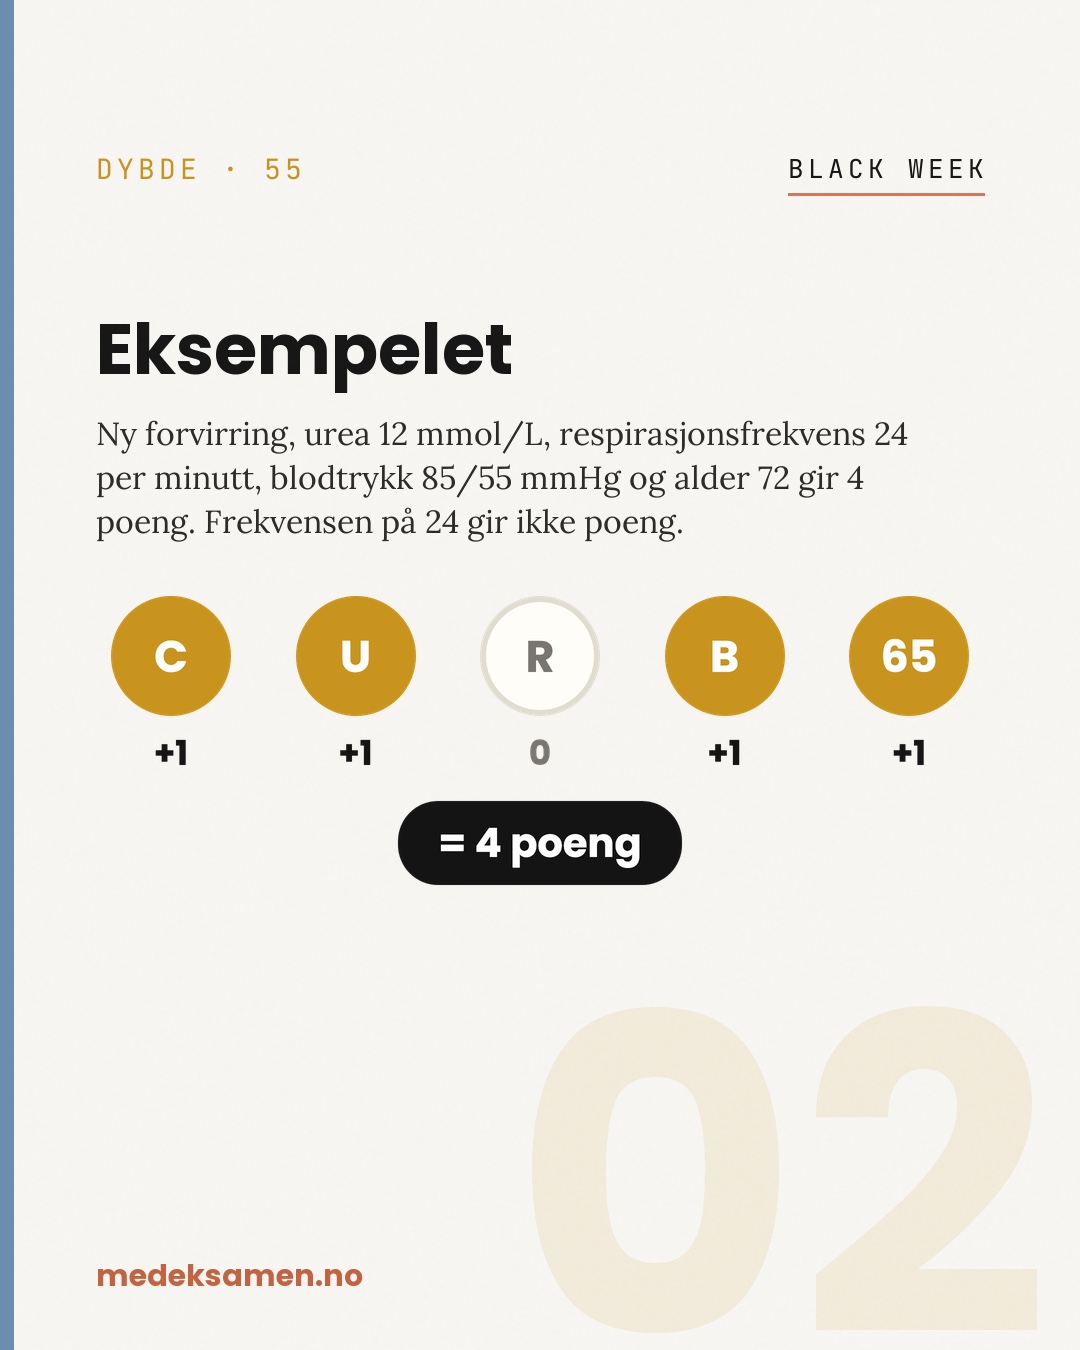 DYBDE · 55
BLACK WEEK
Eksempelet
Ny forvirring, urea 12 mmol/L, respirasjonsfrekvens 24
per minutt, blodtrykk 85/55 mmHg og alder 72 gir 4
poeng. Frekvensen på 24 gir ikke poeng.
C U R B 65
+1 +1 0 +1 +1
= 4 poeng
02
medeksamen.no